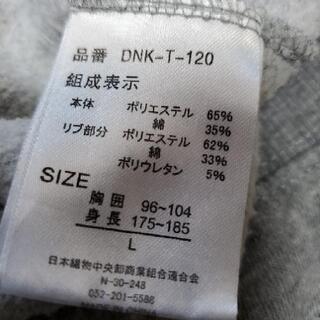 品番 DNK-T-120
組成表示
本体 ポリエステル 65%
綿 35%
リブ部分 ポリエステル 62%
綿 33%
ポリウレタン 5%
SIZE
胸囲 96~104
身長 175~185
L
日本織物中央卸商業組合連合会
N-30-248
052-201-5586